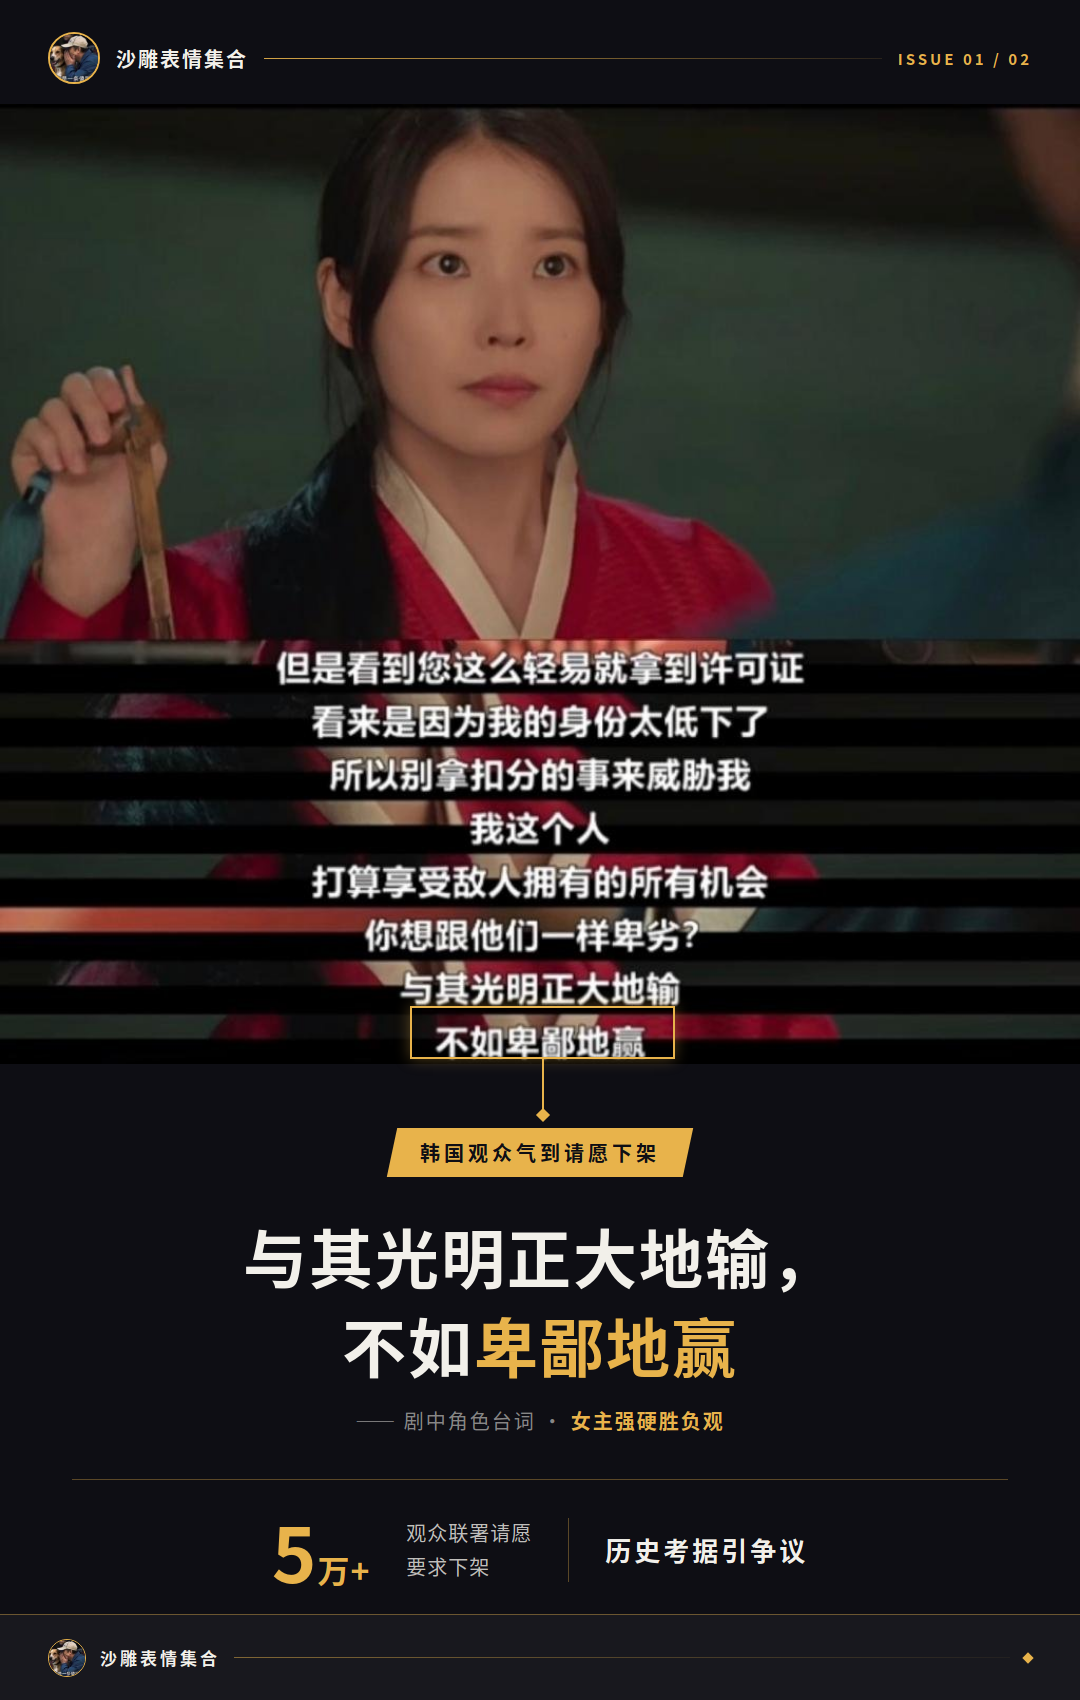 沙雕表情集合
ISSUE 01 / 02
但是看到您这么轻易就拿到许可证
看来是因为我的身份太低下了
所以别拿扣分的事来威胁我
我这个人
打算享受敌人拥有的所有机会
你想跟他们一样卑劣?
与其光明正大地输
不如卑鄙地赢
韩国观众气到请愿下架
与其光明正大地输，
不如卑鄙地赢
—— 剧中角色台词 · 女主强硬胜负观
5万+
观众联署请愿
要求下架
历史考据引争议
沙雕表情集合